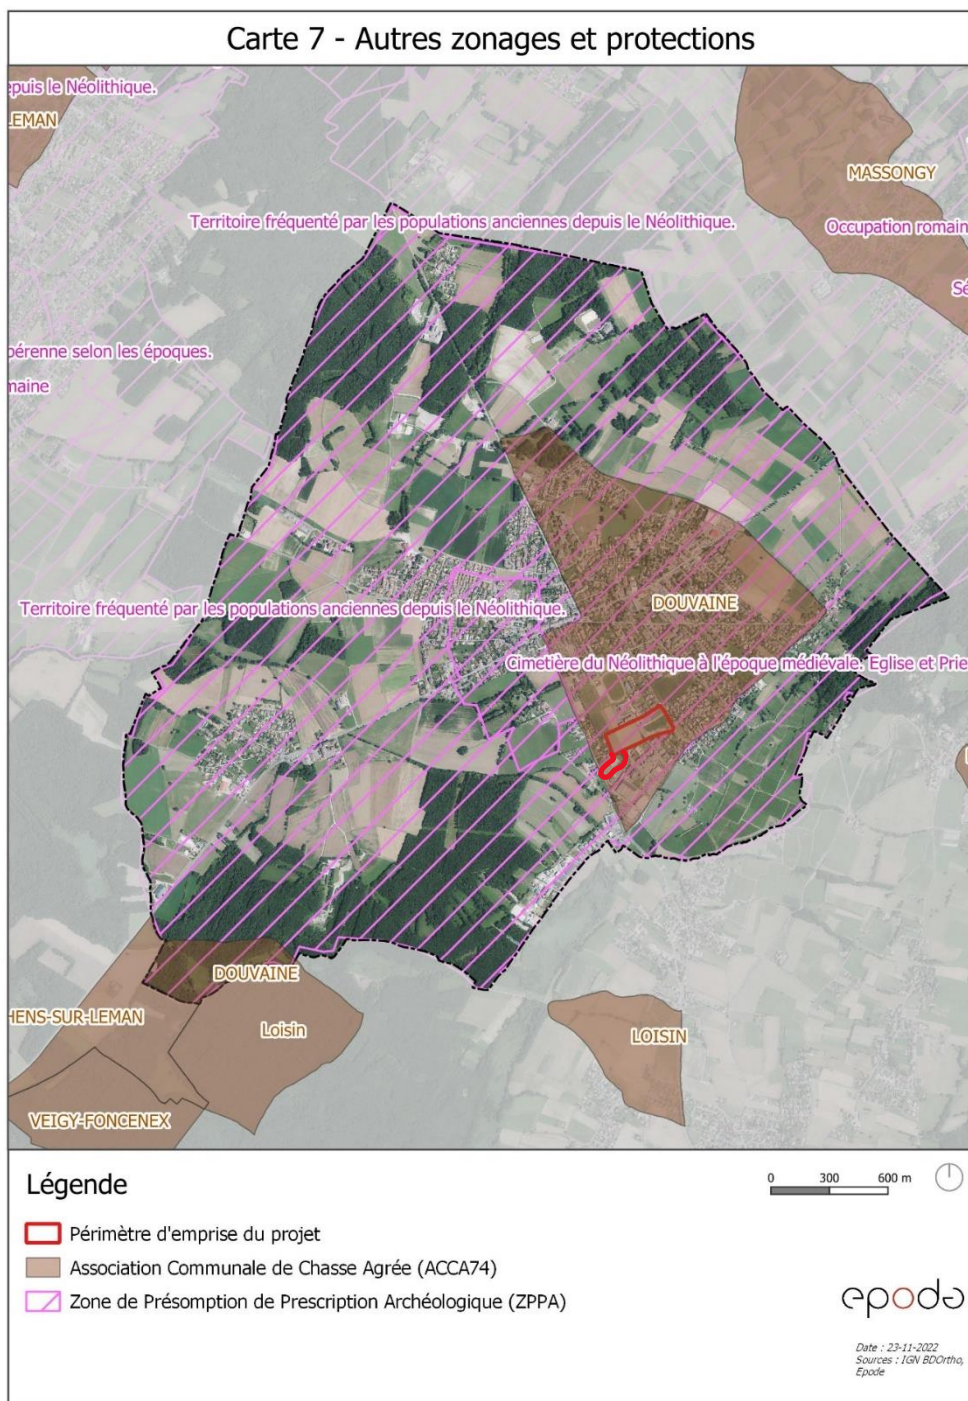 Carte 7 - Autres zonages et protections
epuis le Néolithique.
LEMAN
MASSONGY
Territoire fréquenté par les populations anciennes depuis le Néolithique.
Occupation romain
Sé
pérenne selon les époques.
maine
DOUVAINE
Territoire fréquenté par les populations anciennes depuis le Néolithique.
Cimetière du Néolithique à l'époque médiévale. Eglise et Prie
DOUVAINE
HENS-SUR-LEMAN
Loisin
LOISIN
VEIGY-FONCENEX
Légende
0 300 600 m
Périmètre d'emprise du projet
Association Communale de Chasse Agréée (ACCA74)
Zone de Présomption de Prescription Archéologique (ZPPA)
epode
Date : 23-11-2022
Sources : IGN BDOrtho,
Epode